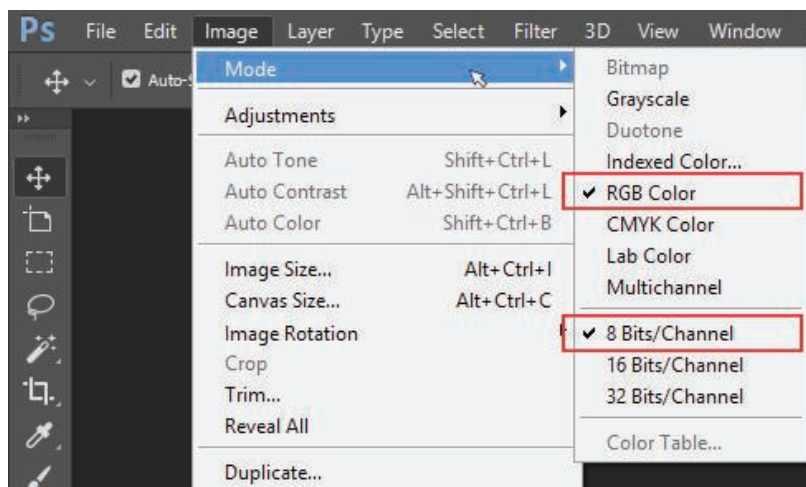 Ps File Edit Image Layer Type Select Filter 3D View Window
Auto-S
Mode
Adjustments
Auto Tone Shift+Ctrl+L
Auto Contrast Alt+Shift+Ctrl+L
Auto Color Shift+Ctrl+B
Image Size... Alt+Ctrl+I
Canvas Size... Alt+Ctrl+C
Image Rotation
Crop
Trim...
Reveal All
Duplicate...
Bitmap
Grayscale
Duotone
Indexed Color...
RGB Color
CMYK Color
Lab Color
Multichannel
8 Bits/Channel
16 Bits/Channel
32 Bits/Channel
Color Table...